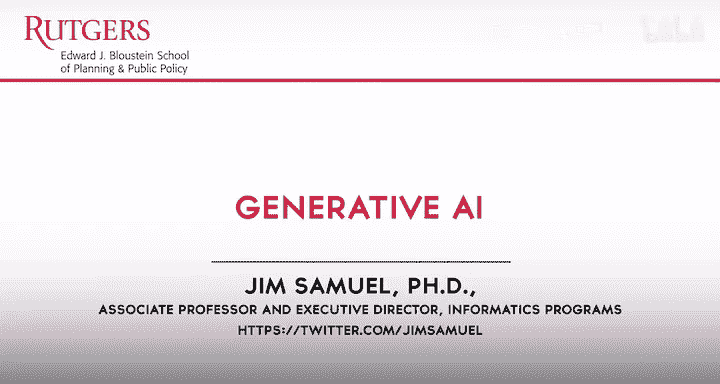 RUTGERS
Edward J. Bloustein School
of Planning & Public Policy
GENERATIVE AI
JIM SAMUEL, PH.D.,
ASSOCIATE PROFESSOR AND EXECUTIVE DIRECTOR, INFORMATICS PROGRAMS
HTTPS://TWITTER.COM/JIMSAMUEL